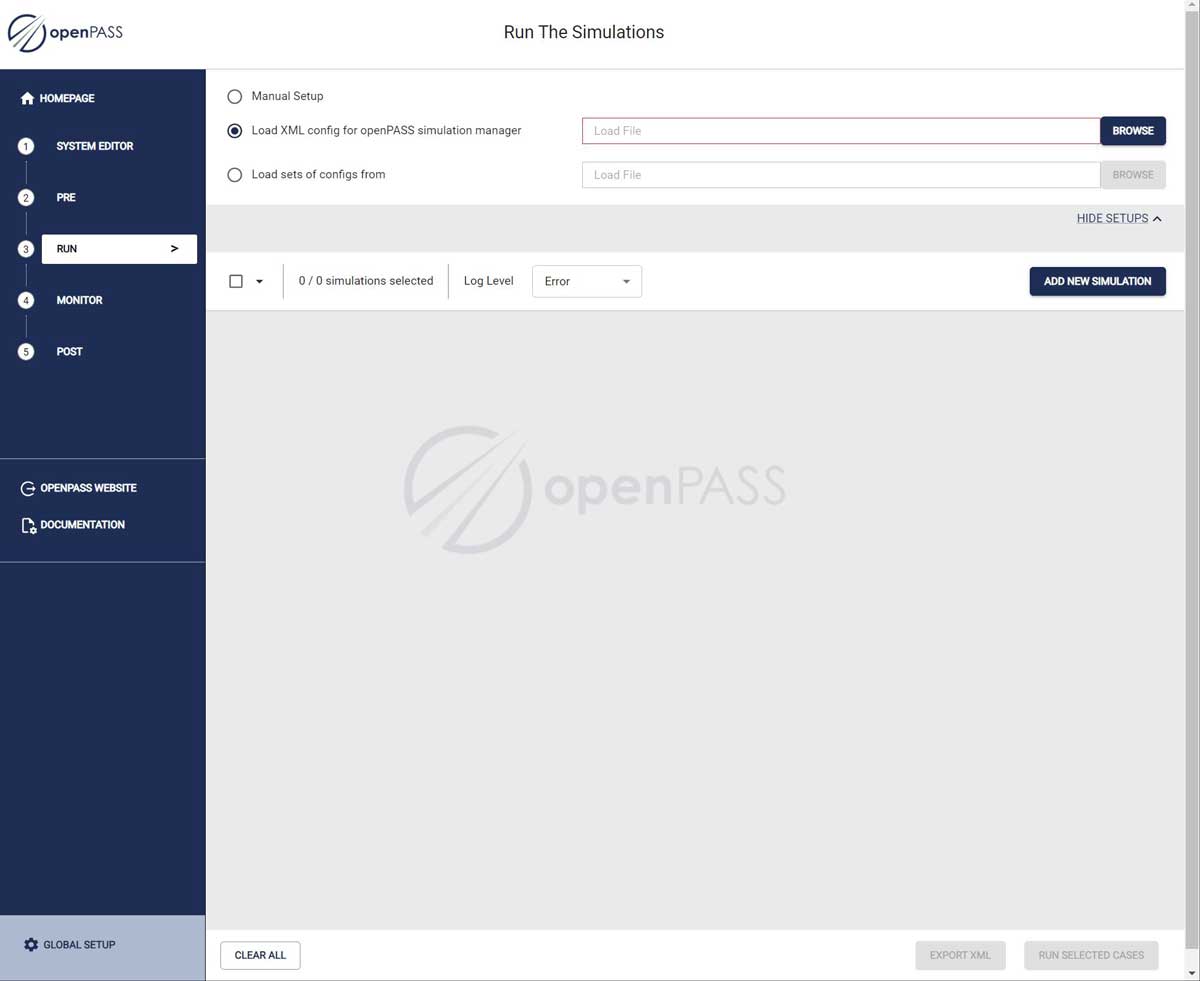 openPASS
Run The Simulations
HOMEPAGE
1 SYSTEM EDITOR
2 PRE
3 RUN >
4 MONITOR
5 POST
OPENPASS WEBSITE
DOCUMENTATION
GLOBAL SETUP
Manual Setup
Load XML config for openPASS simulation manager Load File BROWSE
Load sets of configs from Load File BROWSE
HIDE SETUPS
0 / 0 simulations selected Log Level Error ADD NEW SIMULATION
openPASS
CLEAR ALL EXPORT XML RUN SELECTED CASES